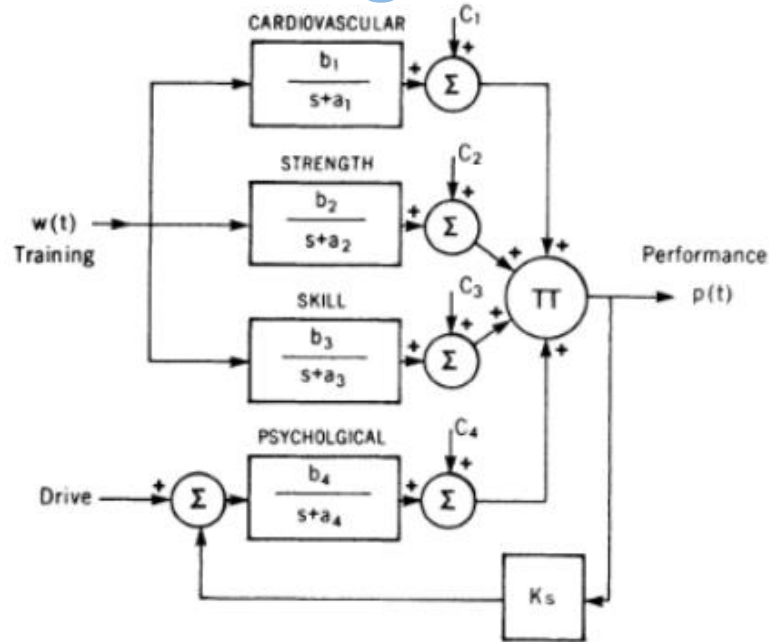 CARDIOVASCULAR
C1
b1
s+a1
+
+
Σ
STRENGTH
C2
b2
s+a2
+
+
Σ
+
+
w(t)
Training
Performance
p(t)
π
SKILL
C3
b3
s+a3
+
+
Σ
+
+
PSYCHOLGICAL
C4
Drive
+
Σ
+
b4
s+a4
+
+
Σ
Ks